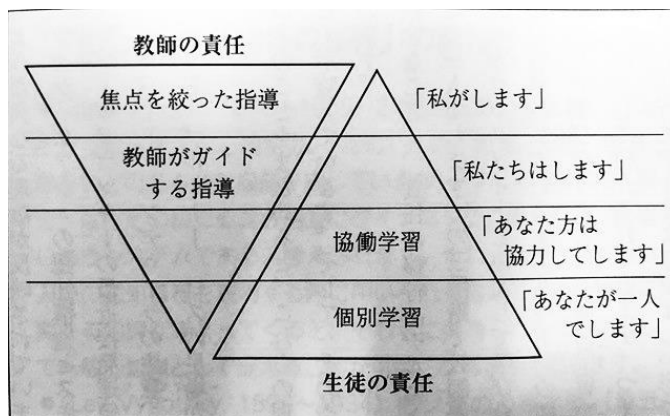 教師の責任
焦点を絞った指導
「私がします」
教師がガイド
する指導
「私たちはします」
協働学習
「あなた方は
協力してします」
個別学習
「あなたが一人
でします」
生徒の責任